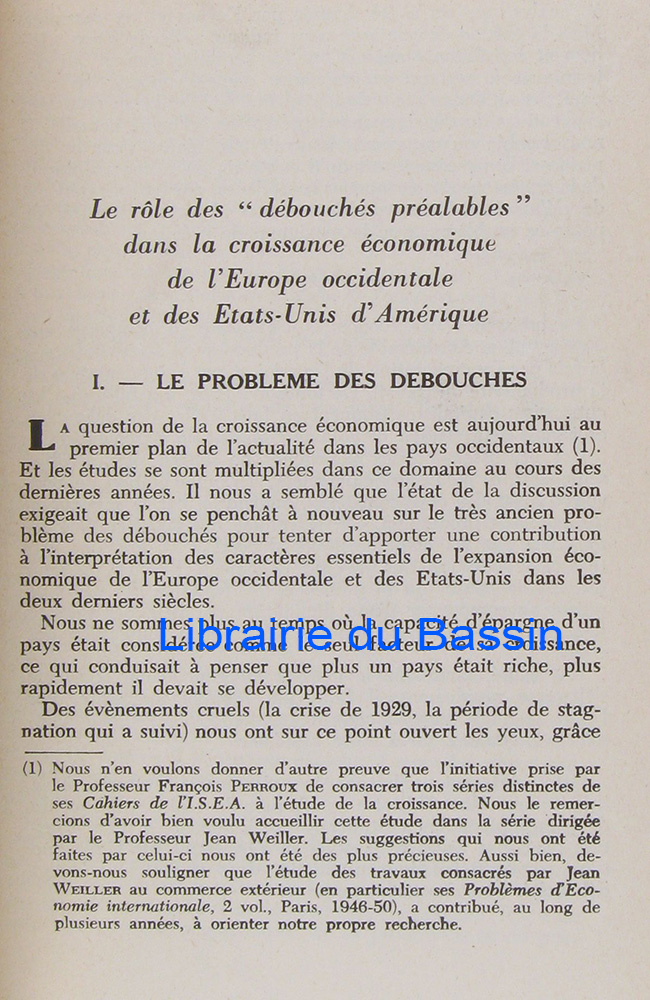 Le rôle des “ débouchés préalables ”
dans la croissance économique
de l’Europe occidentale
et des Etats-Unis d’Amérique
I. — LE PROBLEME DES DEBOUCHES
LA question de la croissance économique est aujourd’hui au
premier plan de l’actualité dans les pays occidentaux (1).
Et les études se sont multipliées dans ce domaine au cours des
dernières années. Il nous a semblé que l’état de la discussion
exigeait que l’on se penchât à nouveau sur le très ancien pro-
blème des débouchés pour tenter d’apporter une contribution
à l’interprétation des caractères essentiels de l’expansion éco-
nomique de l’Europe occidentale et des Etats-Unis dans les
deux derniers siècles.
Nous ne sommes plus au temps où la capacité d’épargne d’un
Librairie du Bassin
pays était considérée comme le seul facteur de sa croissance,
ce qui conduisait à penser que plus un pays était riche, plus
rapidement il devait se développer.
Des évènements cruels (la crise de 1929, la période de stag-
nation qui a suivi) nous ont sur ce point ouvert les yeux, grâce
(1) Nous n’en voulons donner d’autre preuve que l’initiative prise par
le Professeur François PERROUX de consacrer trois séries distinctes de
ses Cahiers de l’I.S.E.A. à l’étude de la croissance. Nous le remer-
cions d’avoir bien voulu accueillir cette étude dans la série dirigée
par le Professeur Jean Weiller. Les suggestions qui nous ont été
faites par celui-ci nous ont été des plus précieuses. Aussi bien, de-
vons-nous souligner que l’étude des travaux consacrés par Jean
WEILLER au commerce extérieur (en particulier ses Problèmes d’Eco-
nomie internationale, 2 vol., Paris, 1946-50), a contribué, au long de
plusieurs années, à orienter notre propre recherche.